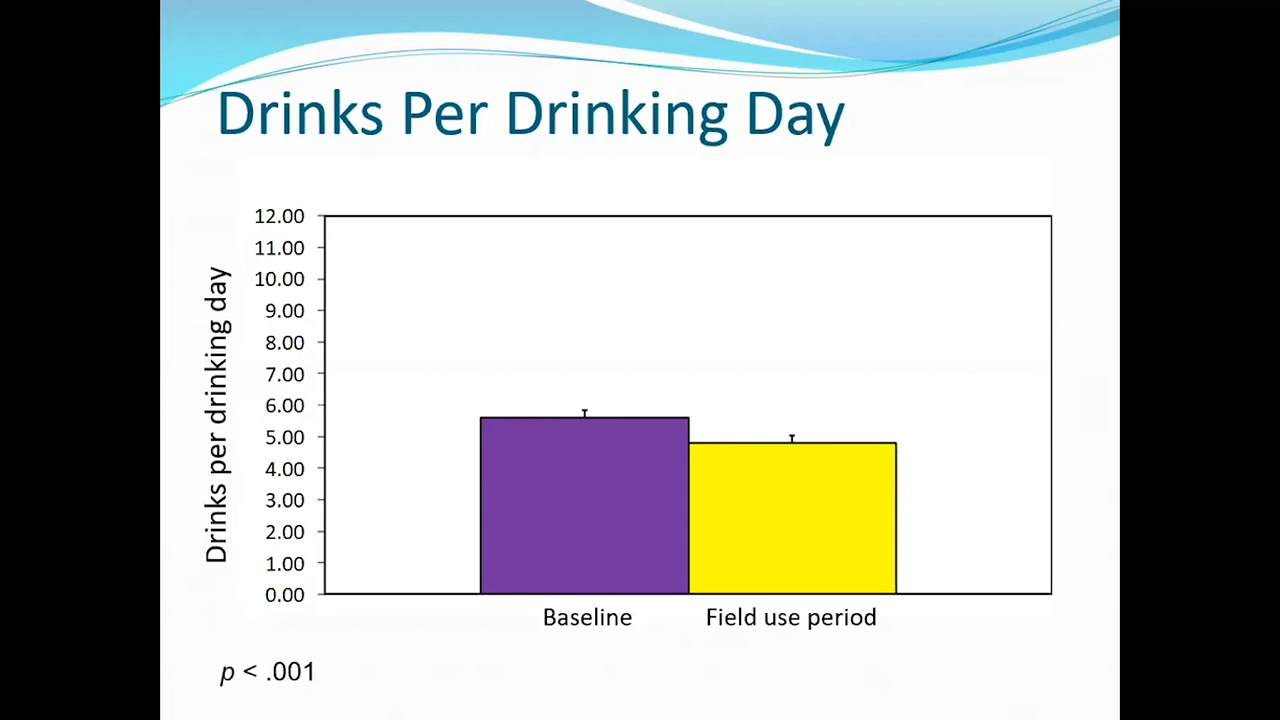 Drinks Per Drinking Day
Drinks per drinking day
12.00
11.00
10.00
9.00
8.00
7.00
6.00
5.00
4.00
3.00
2.00
1.00
0.00
Baseline
Field use period
p < .001